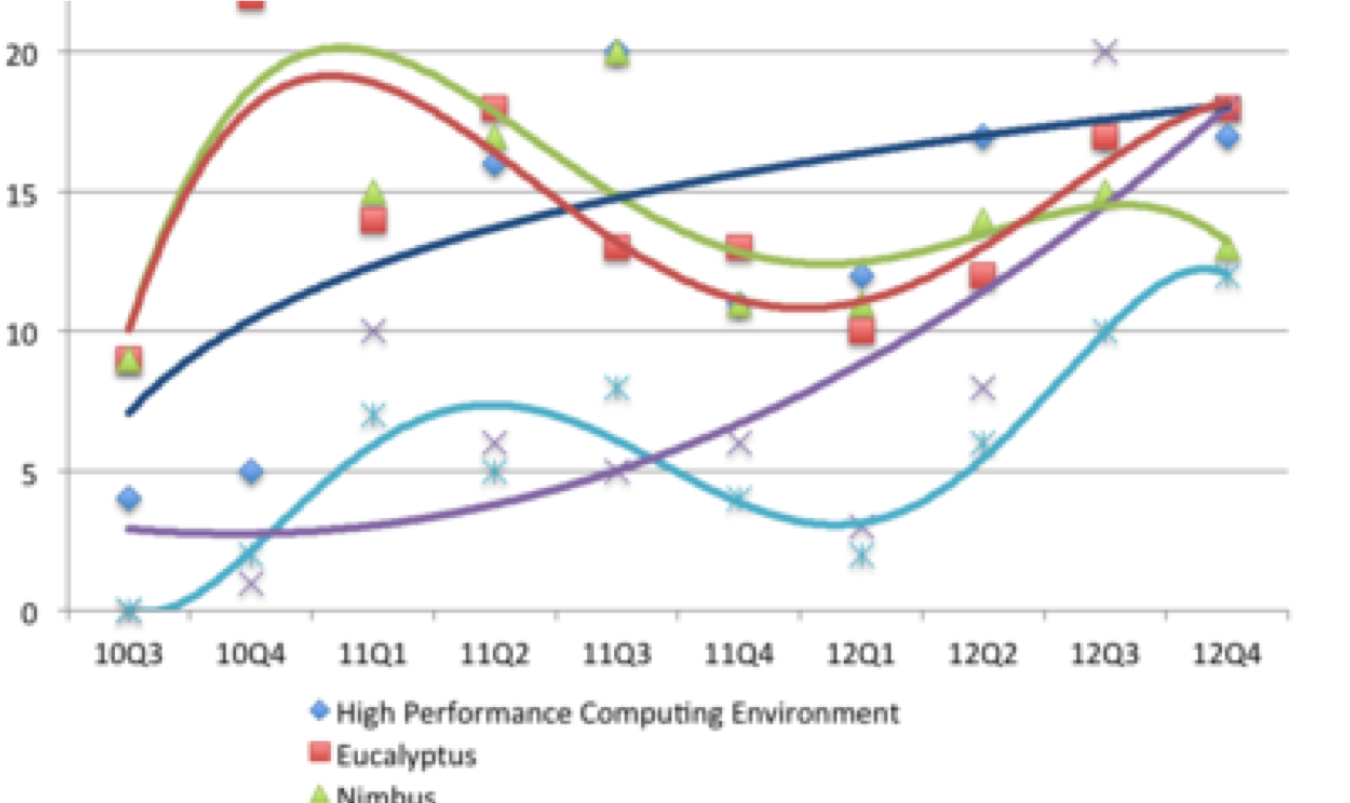 20
15
10
5
0
10Q3 10Q4 11Q1 11Q2 11Q3 11Q4 12Q1 12Q2 12Q3 12Q4
High Performance Computing Environment
Eucalyptus
Nimbus